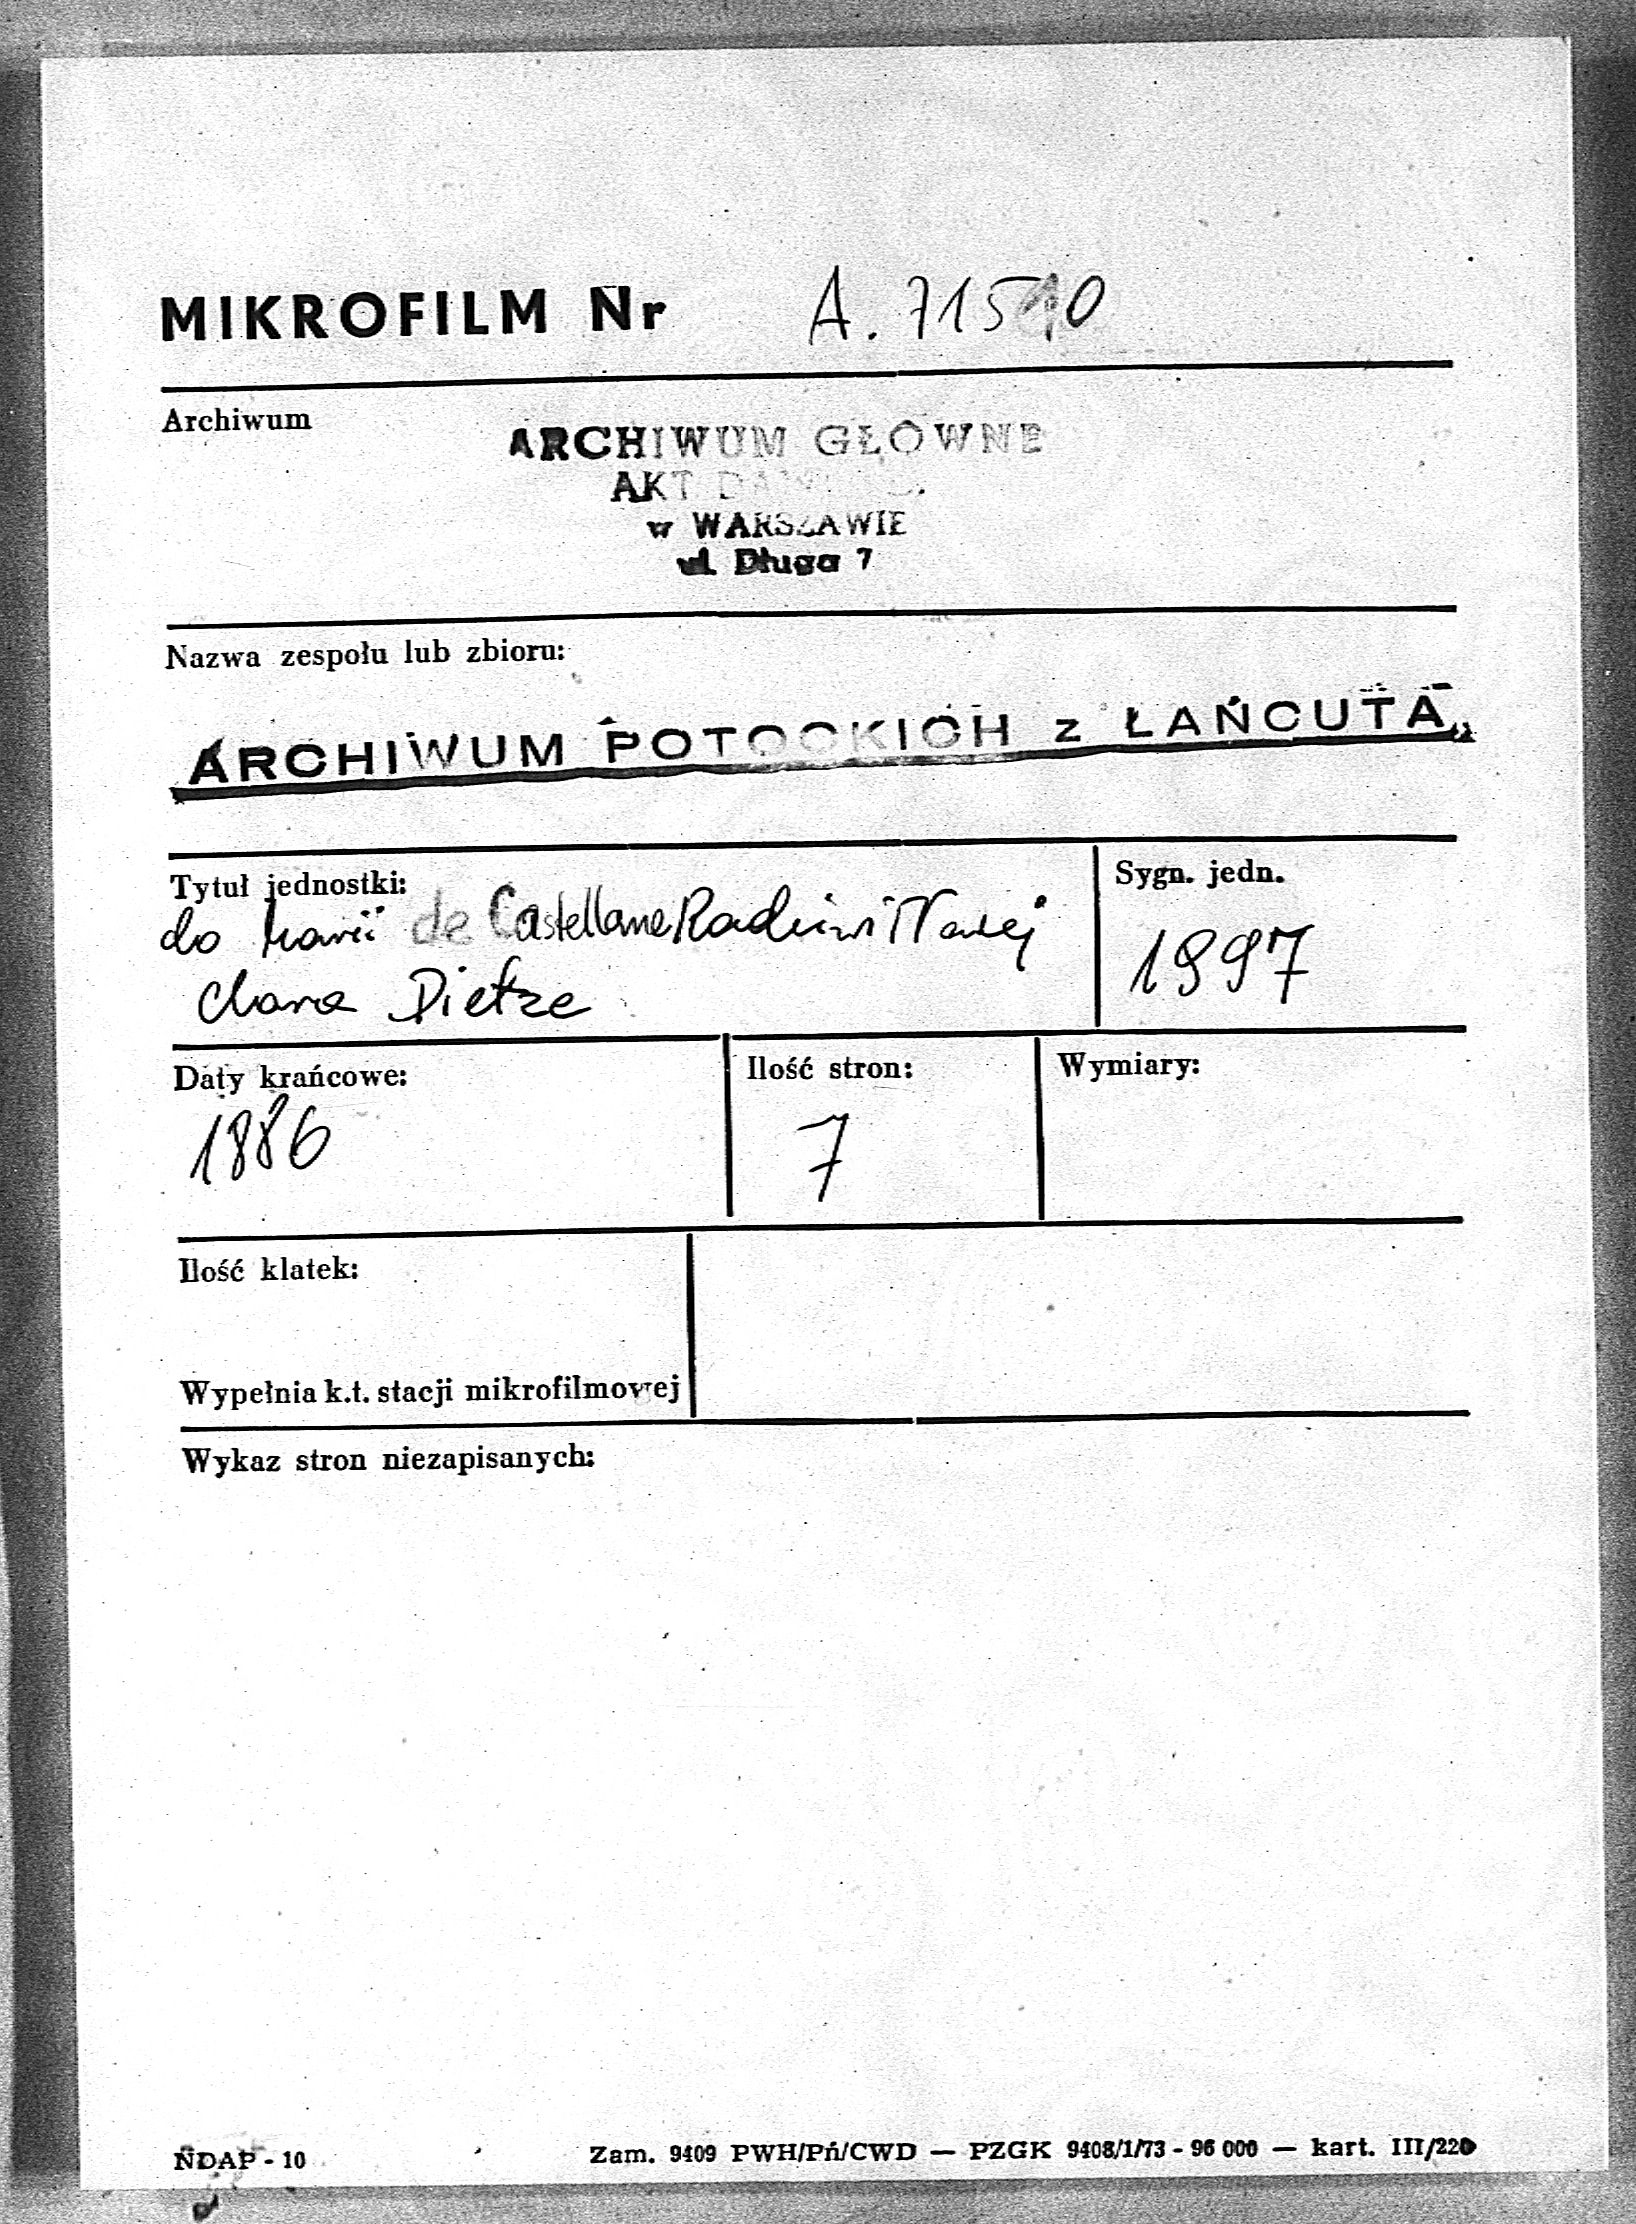 MIKROFILM Nr A. 71510
Archiwum
ARCHIWUM GŁÓWNE
AKT
w WARSZAWIE
ul. Długa 7
Nazwa zespołu lub zbioru:
ARCHIWUM POTOCKICH z ŁAŃCUTA
Tytuł jednostki:
do Marii de Castellane Radziwiłłowej
Clara Dietze
Sygn. jedn.
1997
Daty krańcowe:
1886
Ilość stron:
7
Wymiary:
Ilość klatek:
Wypełnia k.t. stacji mikrofilmowej
Wykaz stron niezapisanych:
NDAP - 10
Zam. 9409 PWH/Pń/CWD — PZGK 9408/1/73 - 96 000 — kart. III/220